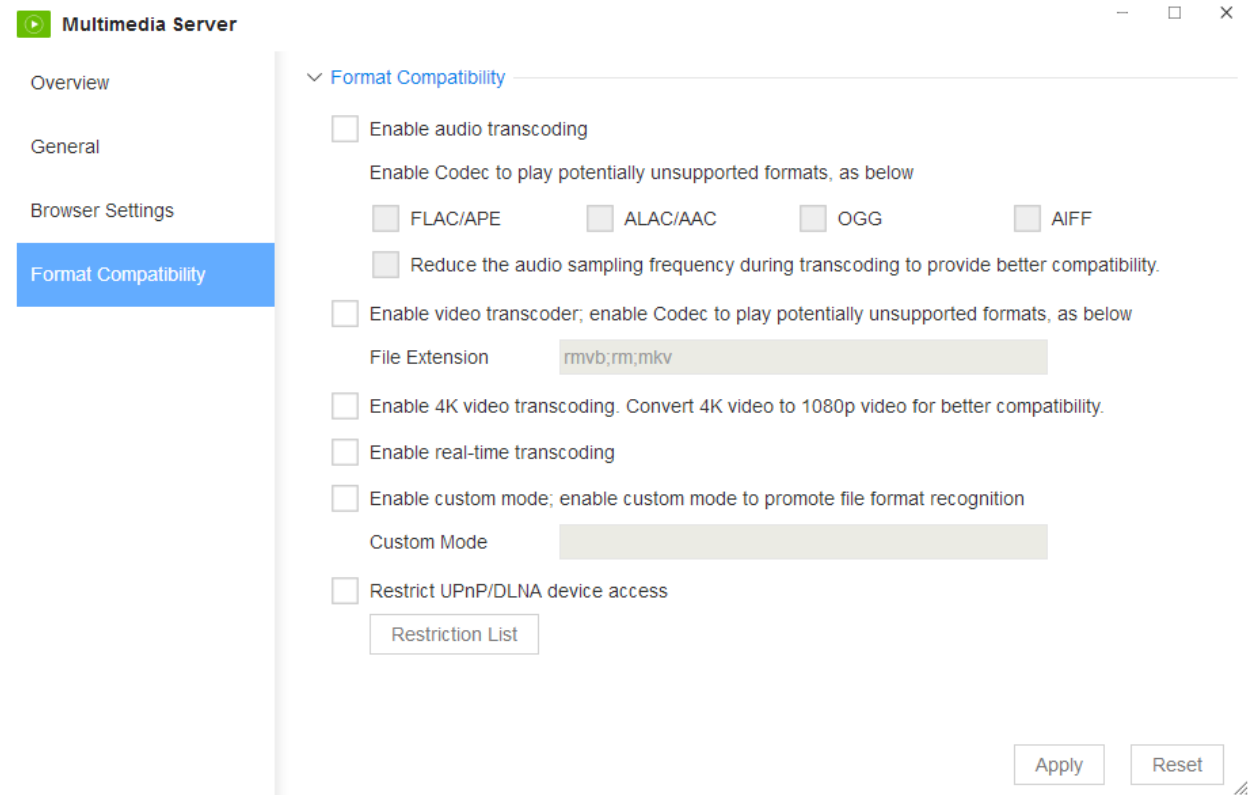 Multimedia Server
Overview
General
Browser Settings
Format Compatibility
Format Compatibility
Enable audio transcoding
Enable Codec to play potentially unsupported formats, as below
FLAC/APE ALAC/AAC OGG AIFF
Reduce the audio sampling frequency during transcoding to provide better compatibility.
Enable video transcoder; enable Codec to play potentially unsupported formats, as below
File Extension rmvb;rm;mkv
Enable 4K video transcoding. Convert 4K video to 1080p video for better compatibility.
Enable real-time transcoding
Enable custom mode; enable custom mode to promote file format recognition
Custom Mode
Restrict UPnP/DLNA device access
Restriction List
Apply Reset